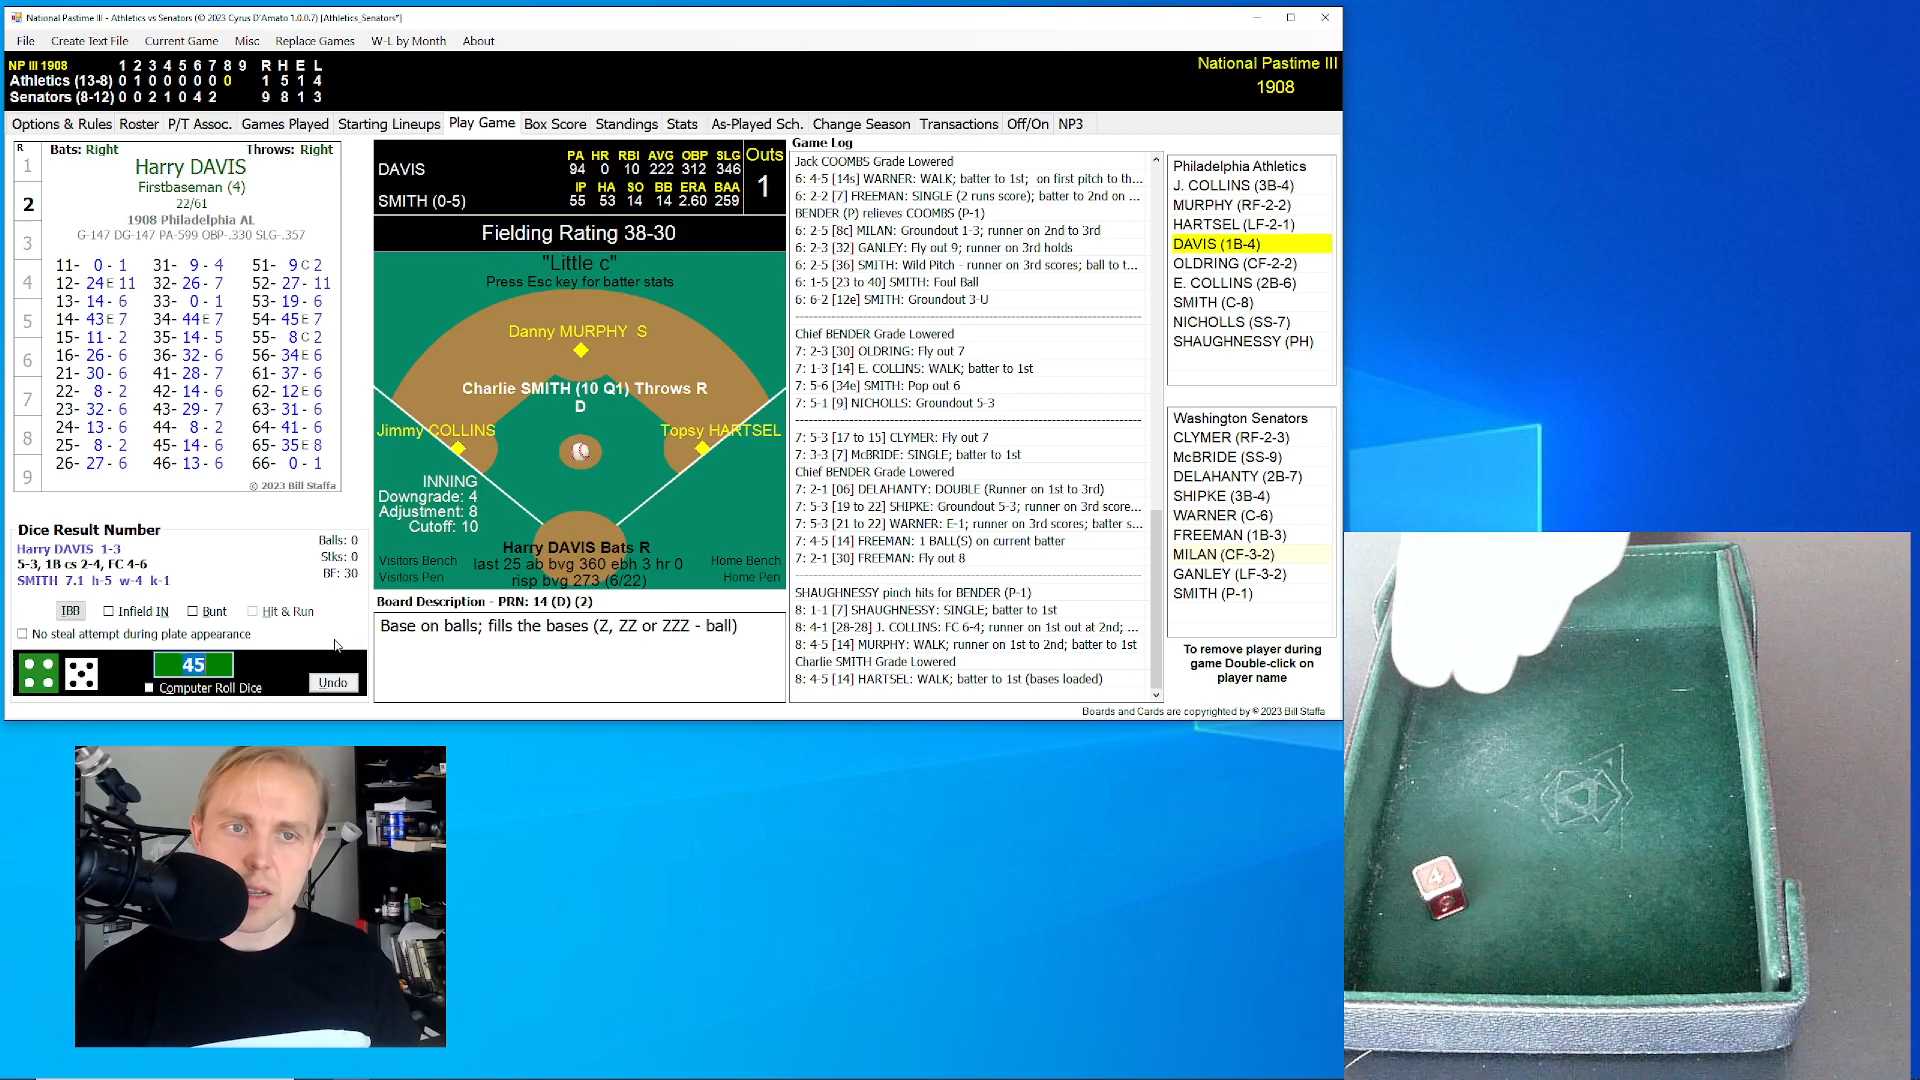 National Pastime III - Athletics vs Senators (© 2023 Cyrus D'Amato 1.0.0.7) [Athletics_Senators*]
File Create Text File Current Game Misc Replace Games W-L by Month About
NP III 1908 1 2 3 4 5 6 7 8 9 R H E L
Athletics (13-8) 0 1 0 0 0 0 0 0 1 5 1 4
Senators (8-12) 0 0 2 1 0 4 2 9 8 1 3
National Pastime III
1908
Options & Rules Roster P/T Assoc. Games Played Starting Lineups Play Game Box Score Standings Stats As-Played Sch. Change Season Transactions Off/On NP3
R
1
2
3
4
5
6
7
8
9
Bats: Right Throws: Right
Harry DAVIS
Firstbaseman (4)
22/61
1908 Philadelphia AL
G-147 DG-147 PA-599 OBP-.330 SLG-.357
11- 0 - 1 31- 9 - 4 51- 9 C 2
12- 24 E 11 32- 26 - 7 52- 27 - 11
13- 14 - 6 33- 0 - 1 53- 19 - 6
14- 43 E 7 34- 44 E 7 54- 45 E 7
15- 11 - 2 35- 14 - 5 55- 8 C 2
16- 26 - 6 36- 32 - 6 56- 34 E 6
21- 30 - 6 41- 28 - 7 61- 37 - 6
22- 8 - 2 42- 14 - 6 62- 12 E 6
23- 32 - 6 43- 29 - 7 63- 31 - 6
24- 13 - 6 44- 8 - 2 64- 41 - 6
25- 8 - 2 45- 14 - 6 65- 35 E 8
26- 27 - 6 46- 13 - 6 66- 0 - 1
© 2023 Bill Staffa
Dice Result Number
Harry DAVIS 1-3
5-3, 1B cs 2-4, FC 4-6
SMITH 7.1 h-5 w-4 k-1
Balls: 0
Stks: 0
BF: 30
IBB Infield IN Bunt Hit & Run
No steal attempt during plate appearance
45
Computer Roll Dice
Undo
PA HR RBI AVG OBP SLG
DAVIS 94 0 10 222 312 346
IP HA SO BB ERA BAA
SMITH (0-5) 55 53 14 14 2.60 259
Outs
1
Fielding Rating 38-30
"Little c"
Press Esc key for batter stats
Danny MURPHY S
Charlie SMITH (10 Q1) Throws R
D
Jimmy COLLINS
Topsy HARTSEL
INNING
Downgrade: 4
Adjustment: 8
Cutoff: 10
Harry DAVIS Bats R
last 25 ab bvg 360 ebh 3 hr 0
risp bvg 273 (6/22)
Visitors Bench
Visitors Pen
Home Bench
Home Pen
Board Description - PRN: 14 (D) (2)
Base on balls; fills the bases (Z, ZZ or ZZZ - ball)
Game Log
Jack COOMBS Grade Lowered
6: 4-5 [14s] WARNER: WALK; batter to 1st; on first pitch to th...
6: 2-2 [7] FREEMAN: SINGLE (2 runs score); batter to 2nd on ...
BENDER (P) relieves COOMBS (P-1)
6: 2-5 [8c] MILAN: Groundout 1-3; runner on 2nd to 3rd
6: 2-3 [32] GANLEY: Fly out 9; runner on 3rd holds
6: 2-5 [36] SMITH: Wild Pitch - runner on 3rd scores; ball to t...
6: 1-5 [23 to 40] SMITH: Foul Ball
6: 6-2 [12e] SMITH: Groundout 3-U
Chief BENDER Grade Lowered
7: 2-3 [30] OLDRING: Fly out 7
7: 1-3 [14] E. COLLINS: WALK; batter to 1st
7: 5-6 [34e] SMITH: Pop out 6
7: 5-1 [9] NICHOLLS: Groundout 5-3
7: 5-3 [17 to 15] CLYMER: Fly out 7
7: 3-3 [7] McBRIDE: SINGLE; batter to 1st
Chief BENDER Grade Lowered
7: 2-1 [06] DELAHANTY: DOUBLE (Runner on 1st to 3rd)
7: 5-3 [19 to 22] SHIPKE: Groundout 5-3; runner on 3rd score...
7: 5-3 [21 to 22] WARNER: E-1; runner on 3rd scores; batter s...
7: 4-5 [14] FREEMAN: 1 BALL(S) on current batter
7: 2-1 [30] FREEMAN: Fly out 8
SHAUGHNESSY pinch hits for BENDER (P-1)
8: 1-1 [7] SHAUGHNESSY: SINGLE; batter to 1st
8: 4-1 [28-28] J. COLLINS: FC 6-4; runner on 1st out at 2nd; ...
8: 4-5 [14] MURPHY: WALK; runner on 1st to 2nd; batter to 1st
Charlie SMITH Grade Lowered
8: 4-5 [14] HARTSEL: WALK; batter to 1st (bases loaded)
Philadelphia Athletics
J. COLLINS (3B-4)
MURPHY (RF-2-2)
HARTSEL (LF-2-1)
DAVIS (1B-4)
OLDRING (CF-2-2)
E. COLLINS (2B-6)
SMITH (C-8)
NICHOLLS (SS-7)
SHAUGHNESSY (PH)
Washington Senators
CLYMER (RF-2-3)
McBRIDE (SS-9)
DELAHANTY (2B-7)
SHIPKE (3B-4)
WARNER (C-6)
FREEMAN (1B-3)
MILAN (CF-3-2)
GANLEY (LF-3-2)
SMITH (P-1)
To remove player during
game Double-click on
player name
Boards and Cards are copyrighted by © 2023 Bill Staffa
4